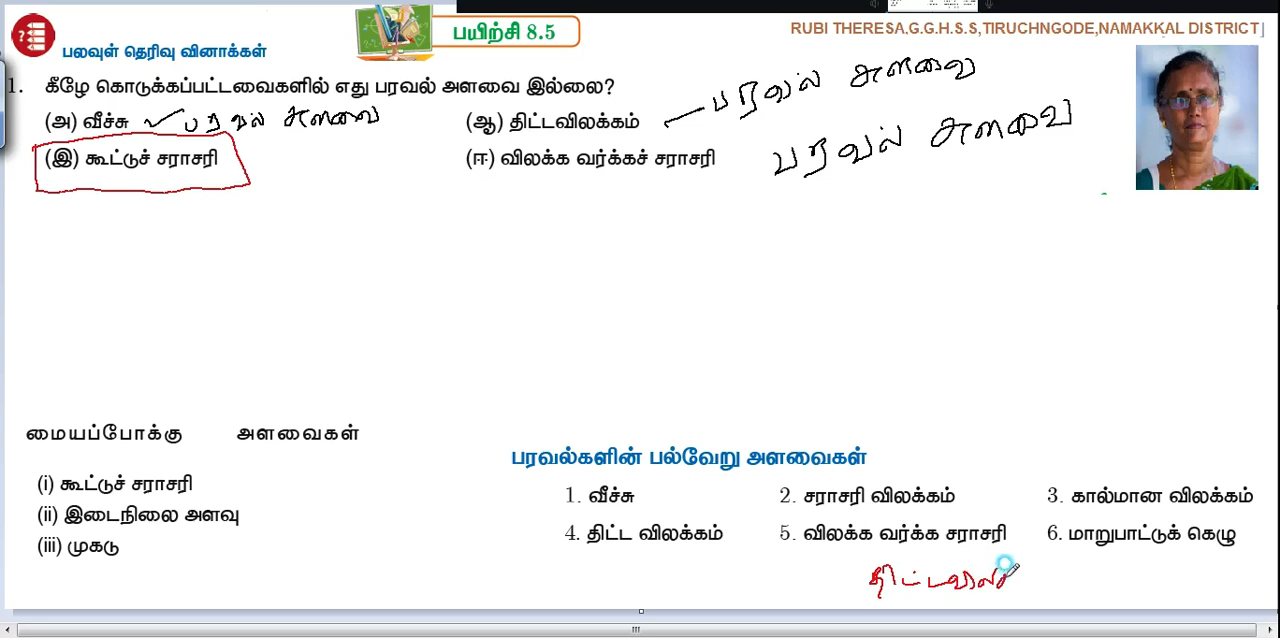 RUBI THERESA,G.G.H.S.S,TIRUCHNGODE,NAMAKKAL DISTRICT
பயிற்சி 8.5
பலவுள் தெரிவு வினாக்கள்
1. கீழே கொடுக்கப்பட்டவைகளில் எது பரவல் அளவை இல்லை?
(அ) வீச்சு பரவல் அளவை (ஆ) திட்டவிலக்கம் பரவல் அளவை
(இ) கூட்டுச் சராசரி (ஈ) விலக்க வர்க்கச் சராசரி பரவல் அளவை
மையப்போக்கு அளவைகள்
(i) கூட்டுச் சராசரி
(ii) இடைநிலை அளவு
(iii) முகடு
பரவல்களின் பல்வேறு அளவைகள்
1. வீச்சு 2. சராசரி விலக்கம் 3. கால்மான விலக்கம்
4. திட்ட விலக்கம் 5. விலக்க வர்க்க சராசரி 6. மாறுபாட்டுக் கெழு